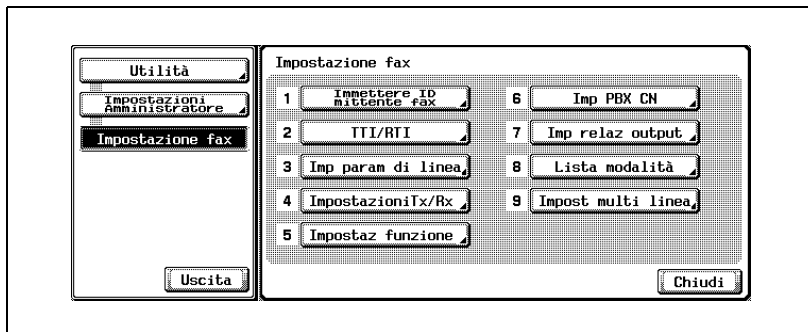 Utilità
Impostazioni
Amministratore
Impostazione fax
Uscita
Impostazione fax
1 Immettere ID
mittente fax
2 TTI/RTI
3 Imp param di linea
4 ImpostazioniTx/Rx
5 Impostaz funzione
6 Imp PBX CN
7 Imp relaz output
8 Lista modalità
9 Impost multi linea
Chiudi